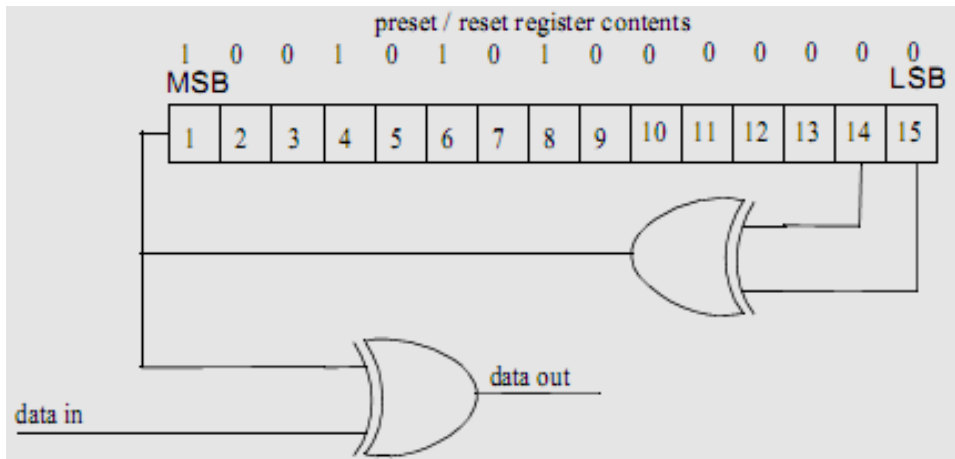 preset / reset register contents
1 0 0 1 0 1 0 1 0 0 0 0 0 0 0
MSB LSB
1 2 3 4 5 6 7 8 9 10 11 12 13 14 15
data out
data in